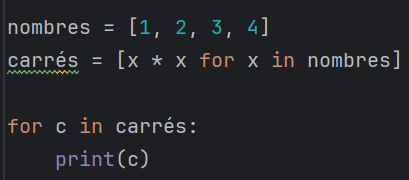 nombres = [1, 2, 3, 4]
carrés = [x * x for x in nombres]
for c in carrés:
    print(c)